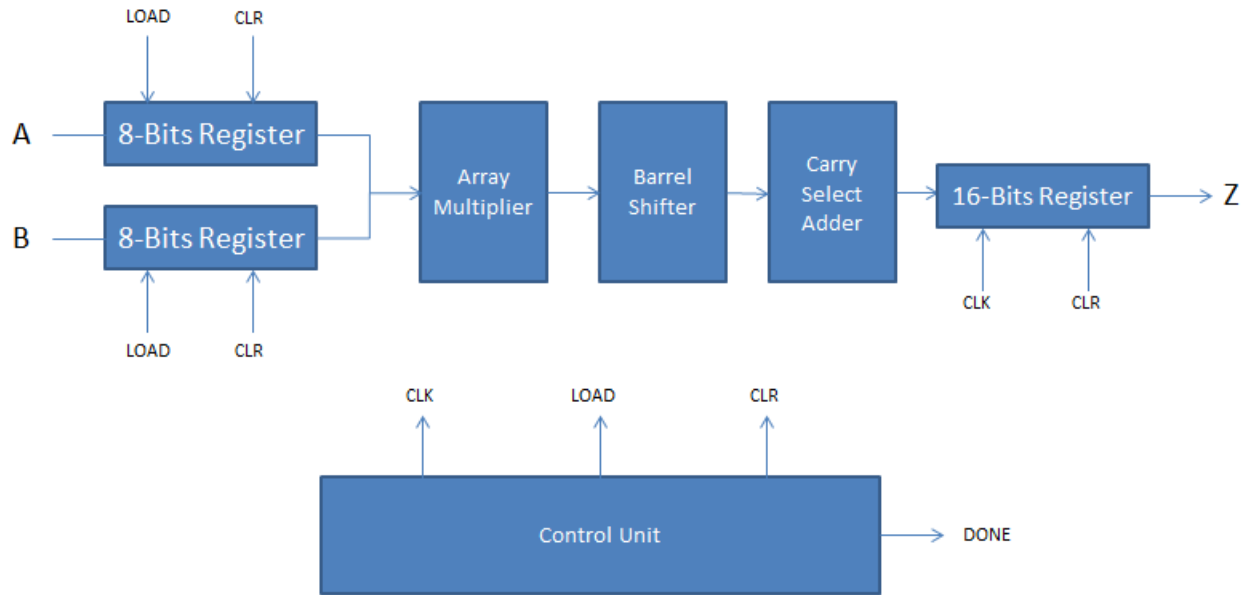 LOAD CLR
A 8-Bits Register
Array
Multiplier
Barrel
Shifter
Carry
Select
Adder
16-Bits Register Z
B 8-Bits Register
CLK CLR
LOAD CLR
CLK LOAD CLR
Control Unit DONE